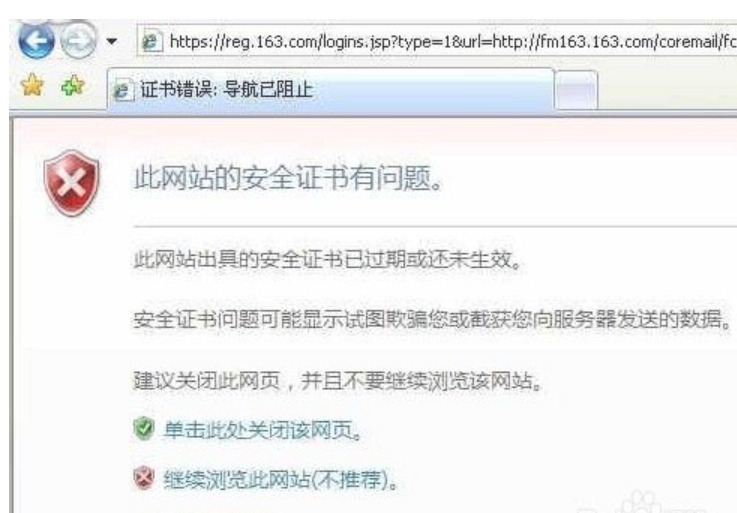 https://reg.163.com/logins.jsp?type=1&url=http://fm163.163.com/coremail/fc
证书错误: 导航已阻止
此网站的安全证书有问题。
此网站出具的安全证书已过期或还未生效。
安全证书问题可能显示试图欺骗您或截获您向服务器发送的数据。
建议关闭此网页，并且不要继续浏览该网站。
单击此处关闭该网页。
继续浏览此网站(不推荐)。